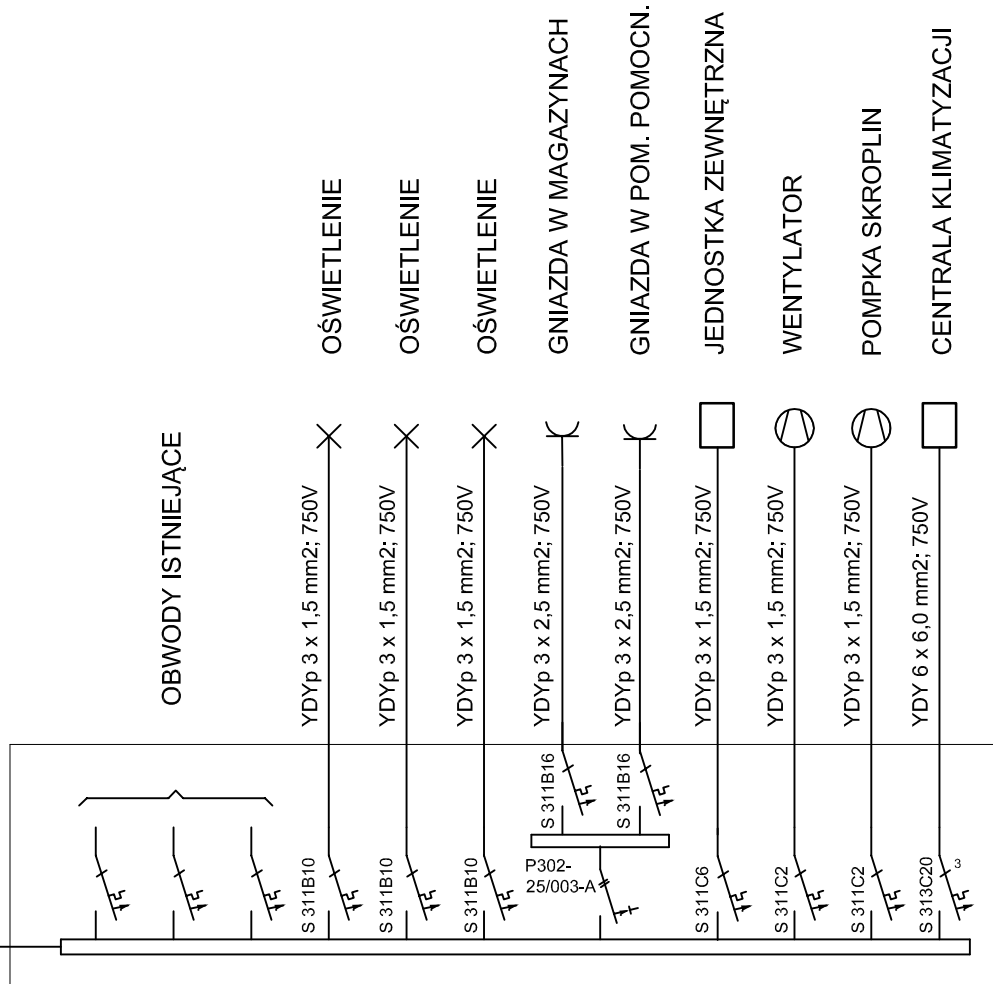 OBWODY ISTNIEJĄCE
OŚWIETLENIE
YDYp 3 x 1,5 mm2; 750V
S 311B10
OŚWIETLENIE
YDYp 3 x 1,5 mm2; 750V
S 311B10
OŚWIETLENIE
YDYp 3 x 1,5 mm2; 750V
S 311B10
GNIAZDA W MAGAZYNACH
YDYp 3 x 2,5 mm2; 750V
S 311B16
GNIAZDA W POM. POMOCN.
YDYp 3 x 2,5 mm2; 750V
S 311B16
P302-
25/003-A
JEDNOSTKA ZEWNĘTRZNA
YDYp 3 x 1,5 mm2; 750V
S 311C6
WENTYLATOR
YDYp 3 x 1,5 mm2; 750V
S 311C2
POMPKA SKROPLIN
YDYp 3 x 1,5 mm2; 750V
S 311C2
CENTRALA KLIMATYZACJI
YDY 6 x 6,0 mm2; 750V
S 313C20
3